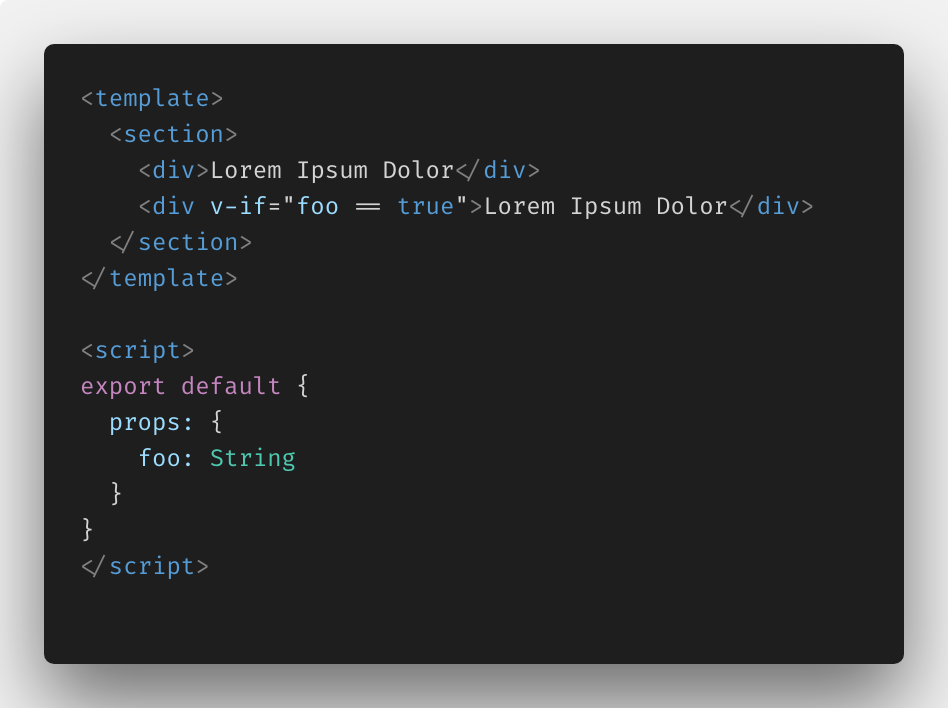 <template>
  <section>
    <div>Lorem Ipsum Dolor</div>
    <div v-if="foo == true">Lorem Ipsum Dolor</div>
  </section>
</template>

<script>
export default {
  props: {
    foo: String
  }
}
</script>